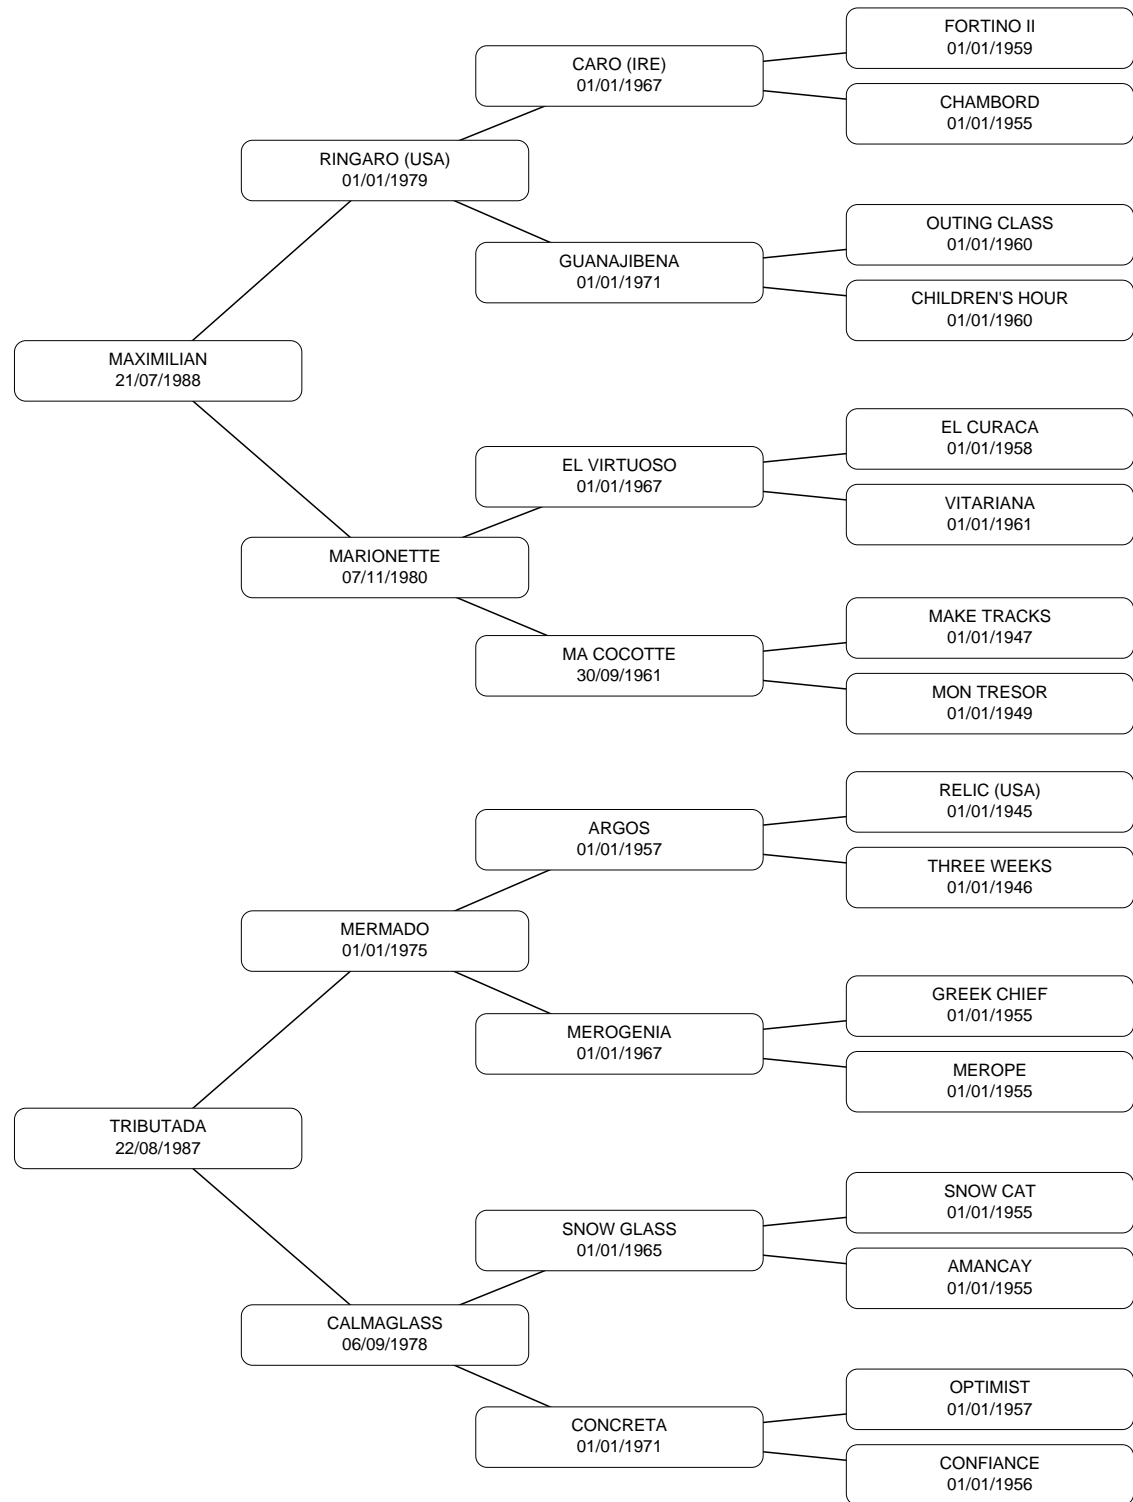 FORTINO II
01/01/1959
CARO (IRE)
01/01/1967
CHAMBORD
01/01/1955
RINGARO (USA)
01/01/1979
OUTING CLASS
01/01/1960
GUANAJIBENA
01/01/1971
CHILDREN'S HOUR
01/01/1960
MAXIMILIAN
21/07/1988
EL CURACA
01/01/1958
EL VIRTUOSO
01/01/1967
VITARIANA
01/01/1961
MARIONETTE
07/11/1980
MAKE TRACKS
01/01/1947
MA COCOTTE
30/09/1961
MON TRESOR
01/01/1949
RELIC (USA)
01/01/1945
ARGOS
01/01/1957
THREE WEEKS
01/01/1946
MERMADO
01/01/1975
GREEK CHIEF
01/01/1955
MEROGENIA
01/01/1967
MEROPE
01/01/1955
TRIBUTADA
22/08/1987
SNOW CAT
01/01/1955
SNOW GLASS
01/01/1965
AMANCAY
01/01/1955
CALMAGLASS
06/09/1978
OPTIMIST
01/01/1957
CONCRETA
01/01/1971
CONFIANCE
01/01/1956